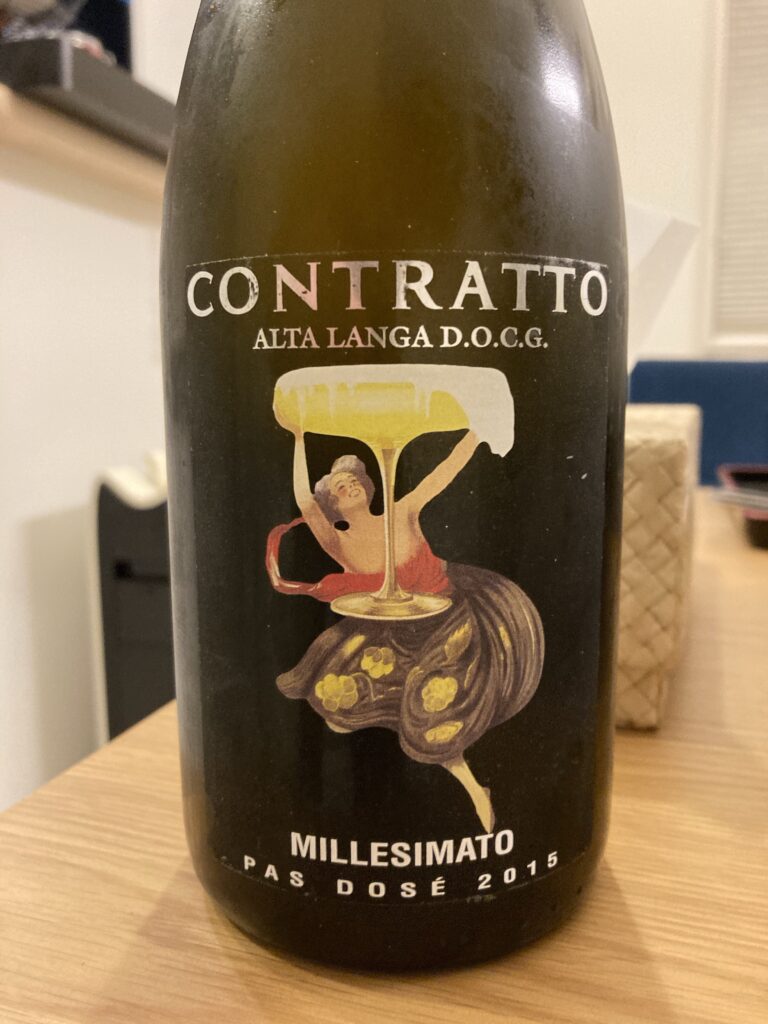 CONTRATTO
ALTA LANGA D.O.C.G.
MILLESIMATO
PAS DOSÉ 2015